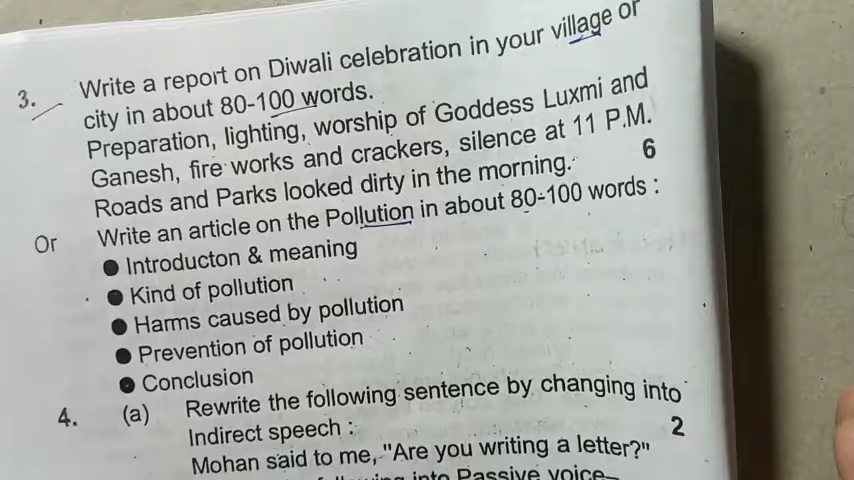 3. Write a report on Diwali celebration in your village or
city in about 80-100 words.
Preparation, lighting, worship of Goddess Luxmi and
Ganesh, fire works and crackers, silence at 11 P.M.
Roads and Parks looked dirty in the morning. 6
Or Write an article on the Pollution in about 80-100 words :
● Introducton & meaning
● Kind of pollution
● Harms caused by pollution
● Prevention of pollution
● Conclusion
4. (a) Rewrite the following sentence by changing into
Indirect speech : 2
Mohan said to me, "Are you writing a letter?"
into Passive voice–